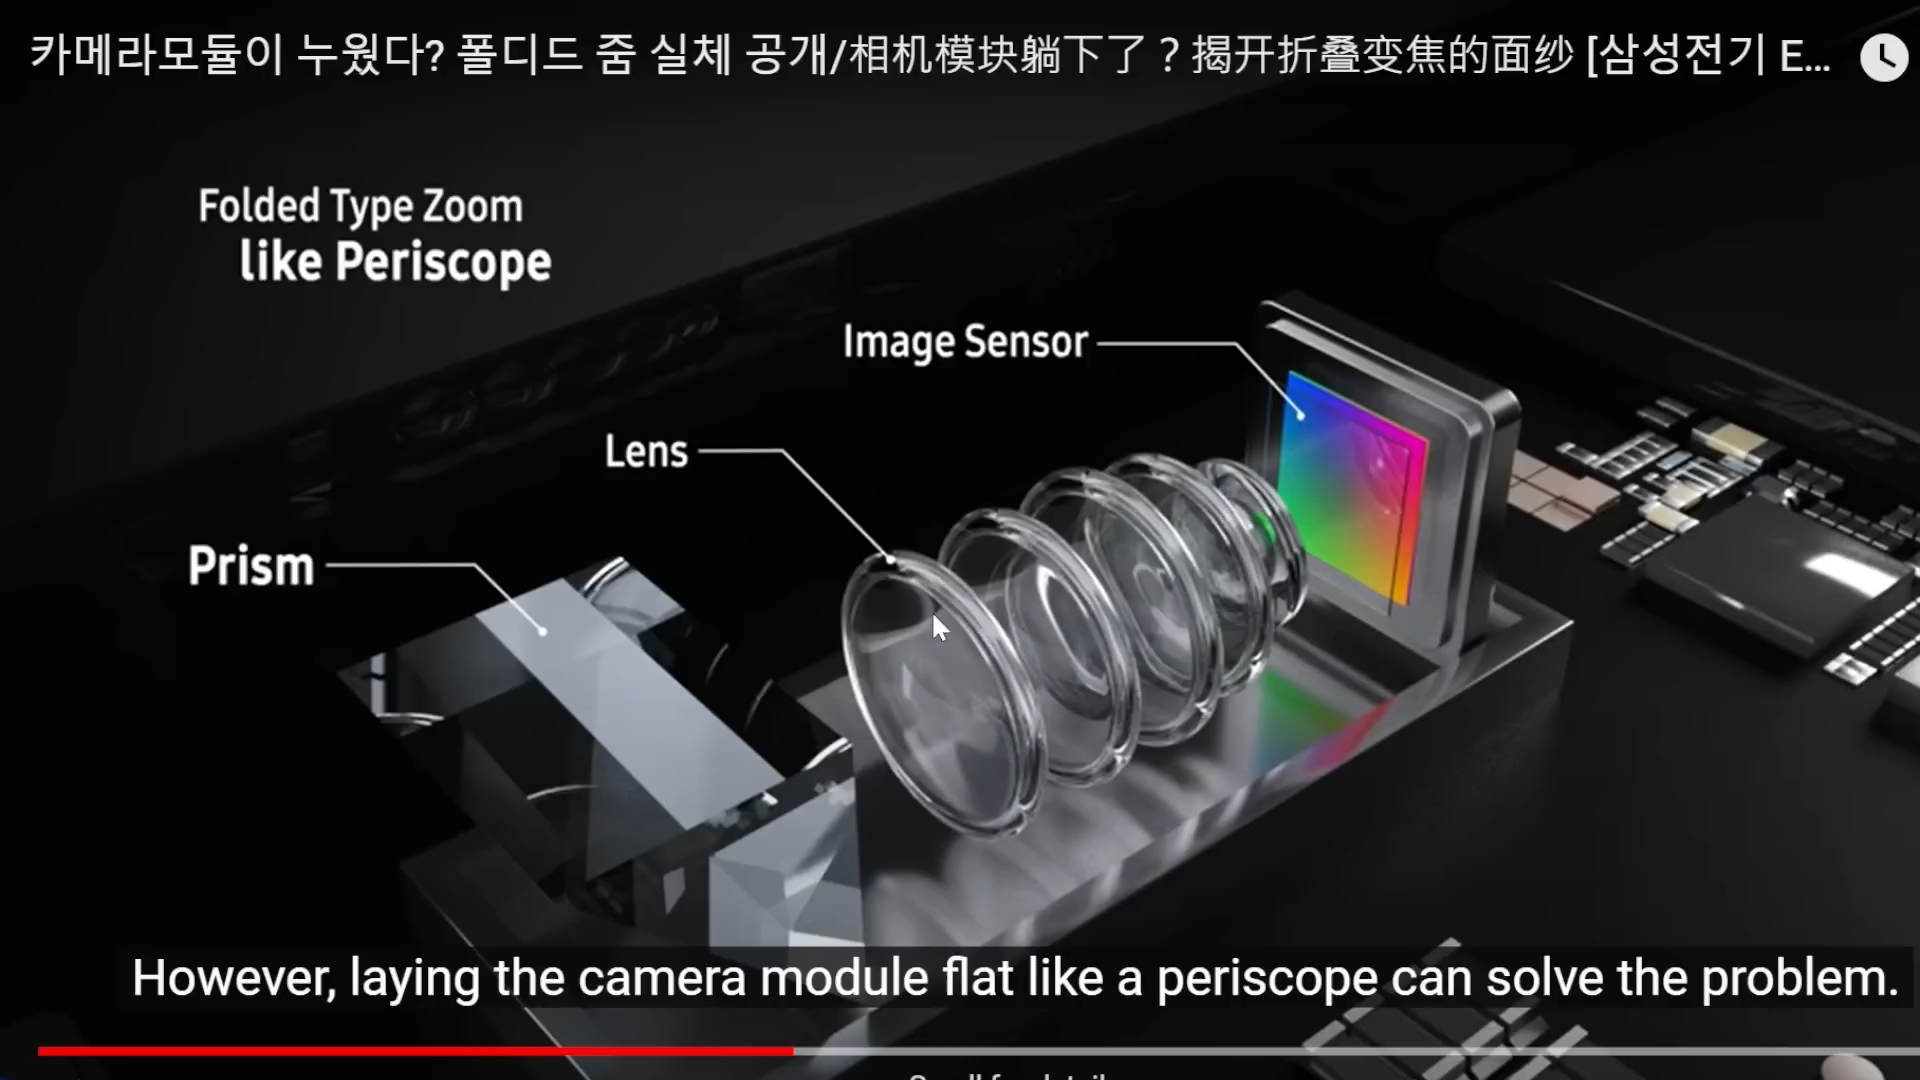 카메라모듈이 누웠다? 폴디드 줌 실체 공개/相机模块躺下了？揭开折叠变焦的面纱 [삼성전기 E...
Folded Type Zoom
like Periscope
Image Sensor
Lens
Prism
However, laying the camera module flat like a periscope can solve the problem.